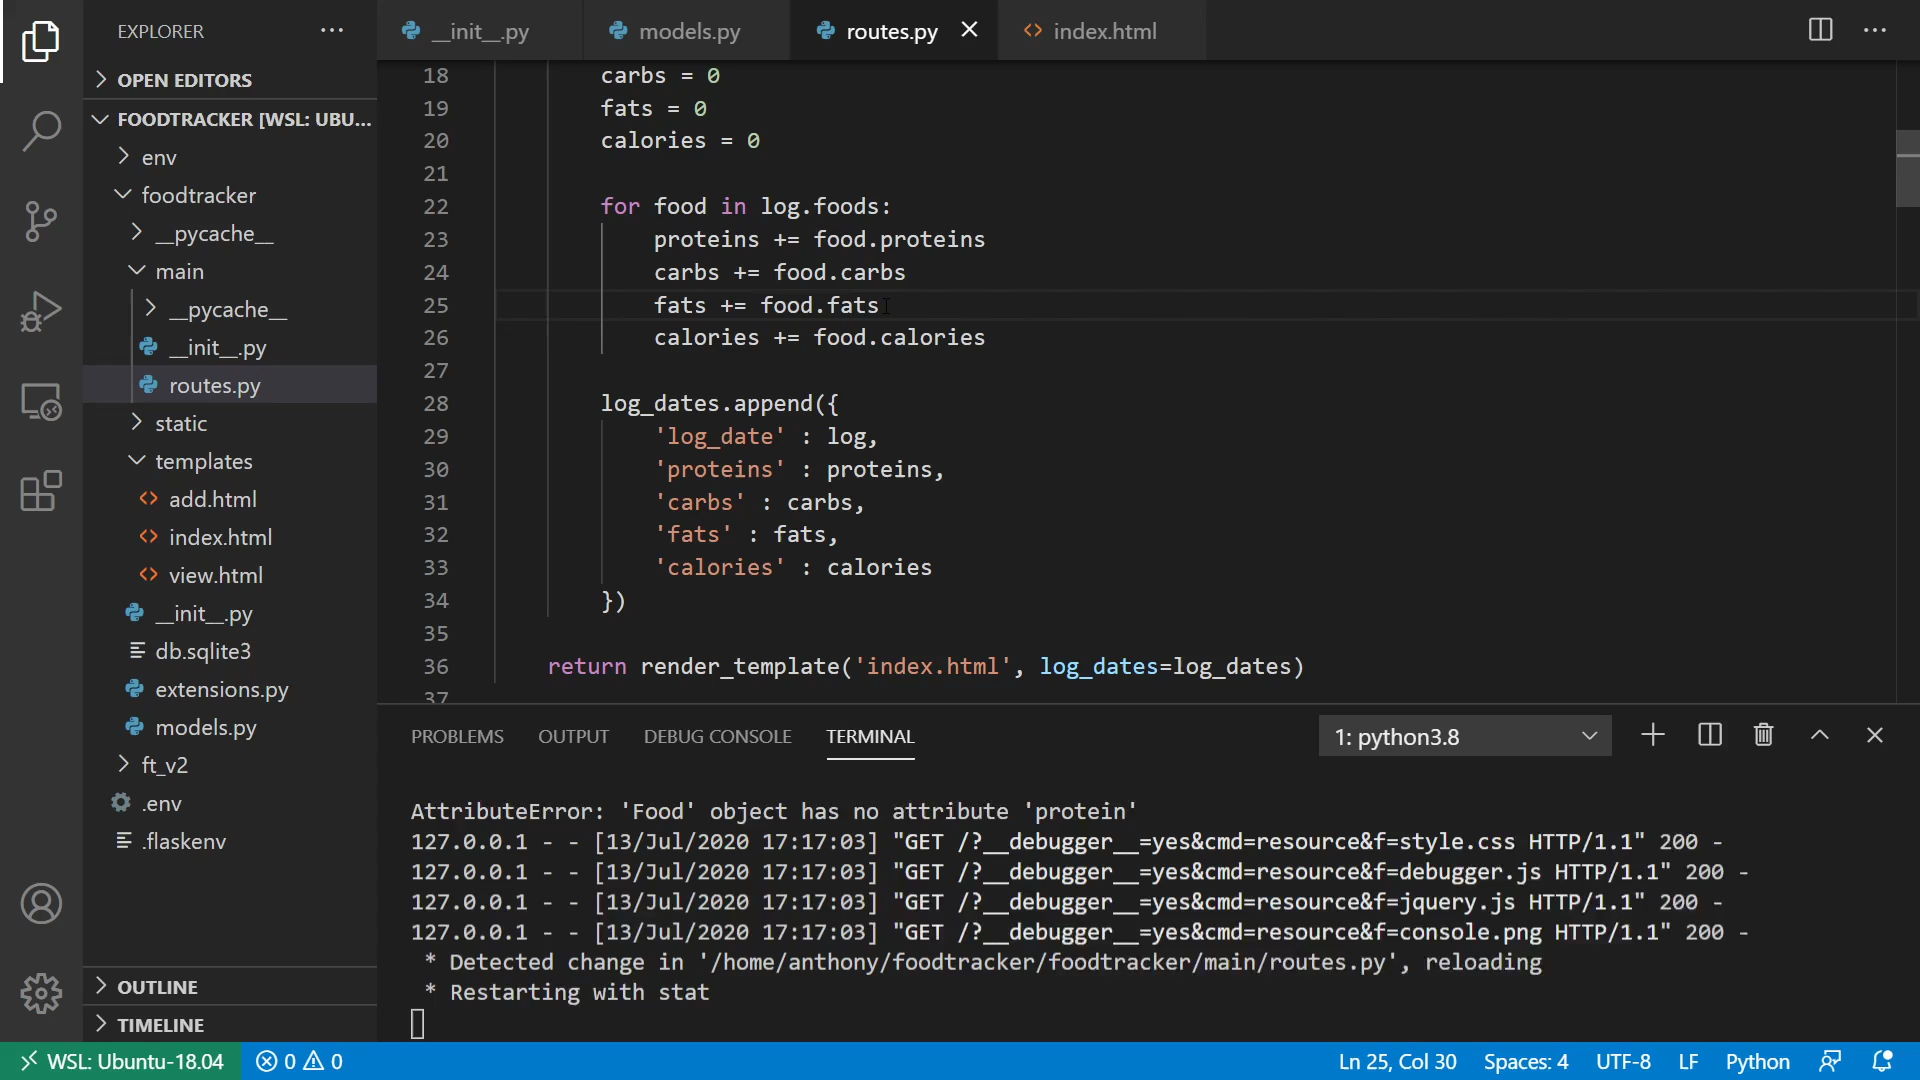 EXPLORER
OPEN EDITORS
FOODTRACKER [WSL: UBU...
env
foodtracker
__pycache__
main
__pycache__
__init__.py
routes.py
static
templates
add.html
index.html
view.html
__init__.py
db.sqlite3
extensions.py
models.py
ft_v2
.env
.flaskenv
OUTLINE
TIMELINE
__init__.py models.py routes.py index.html
18 carbs = 0
19 fats = 0
20 calories = 0
21
22 for food in log.foods:
23 proteins += food.proteins
24 carbs += food.carbs
25 fats += food.fats
26 calories += food.calories
27
28 log_dates.append({
29 'log_date' : log,
30 'proteins' : proteins,
31 'carbs' : carbs,
32 'fats' : fats,
33 'calories' : calories
34 })
35
36 return render_template('index.html', log_dates=log_dates)
37
PROBLEMS OUTPUT DEBUG CONSOLE TERMINAL 1: python3.8
AttributeError: 'Food' object has no attribute 'protein'
127.0.0.1 - - [13/Jul/2020 17:17:03] "GET /?__debugger__=yes&cmd=resource&f=style.css HTTP/1.1" 200 -
127.0.0.1 - - [13/Jul/2020 17:17:03] "GET /?__debugger__=yes&cmd=resource&f=debugger.js HTTP/1.1" 200 -
127.0.0.1 - - [13/Jul/2020 17:17:03] "GET /?__debugger__=yes&cmd=resource&f=jquery.js HTTP/1.1" 200 -
127.0.0.1 - - [13/Jul/2020 17:17:03] "GET /?__debugger__=yes&cmd=resource&f=console.png HTTP/1.1" 200 -
* Detected change in '/home/anthony/foodtracker/foodtracker/main/routes.py', reloading
* Restarting with stat
WSL: Ubuntu-18.04 0 0 Ln 25, Col 30 Spaces: 4 UTF-8 LF Python